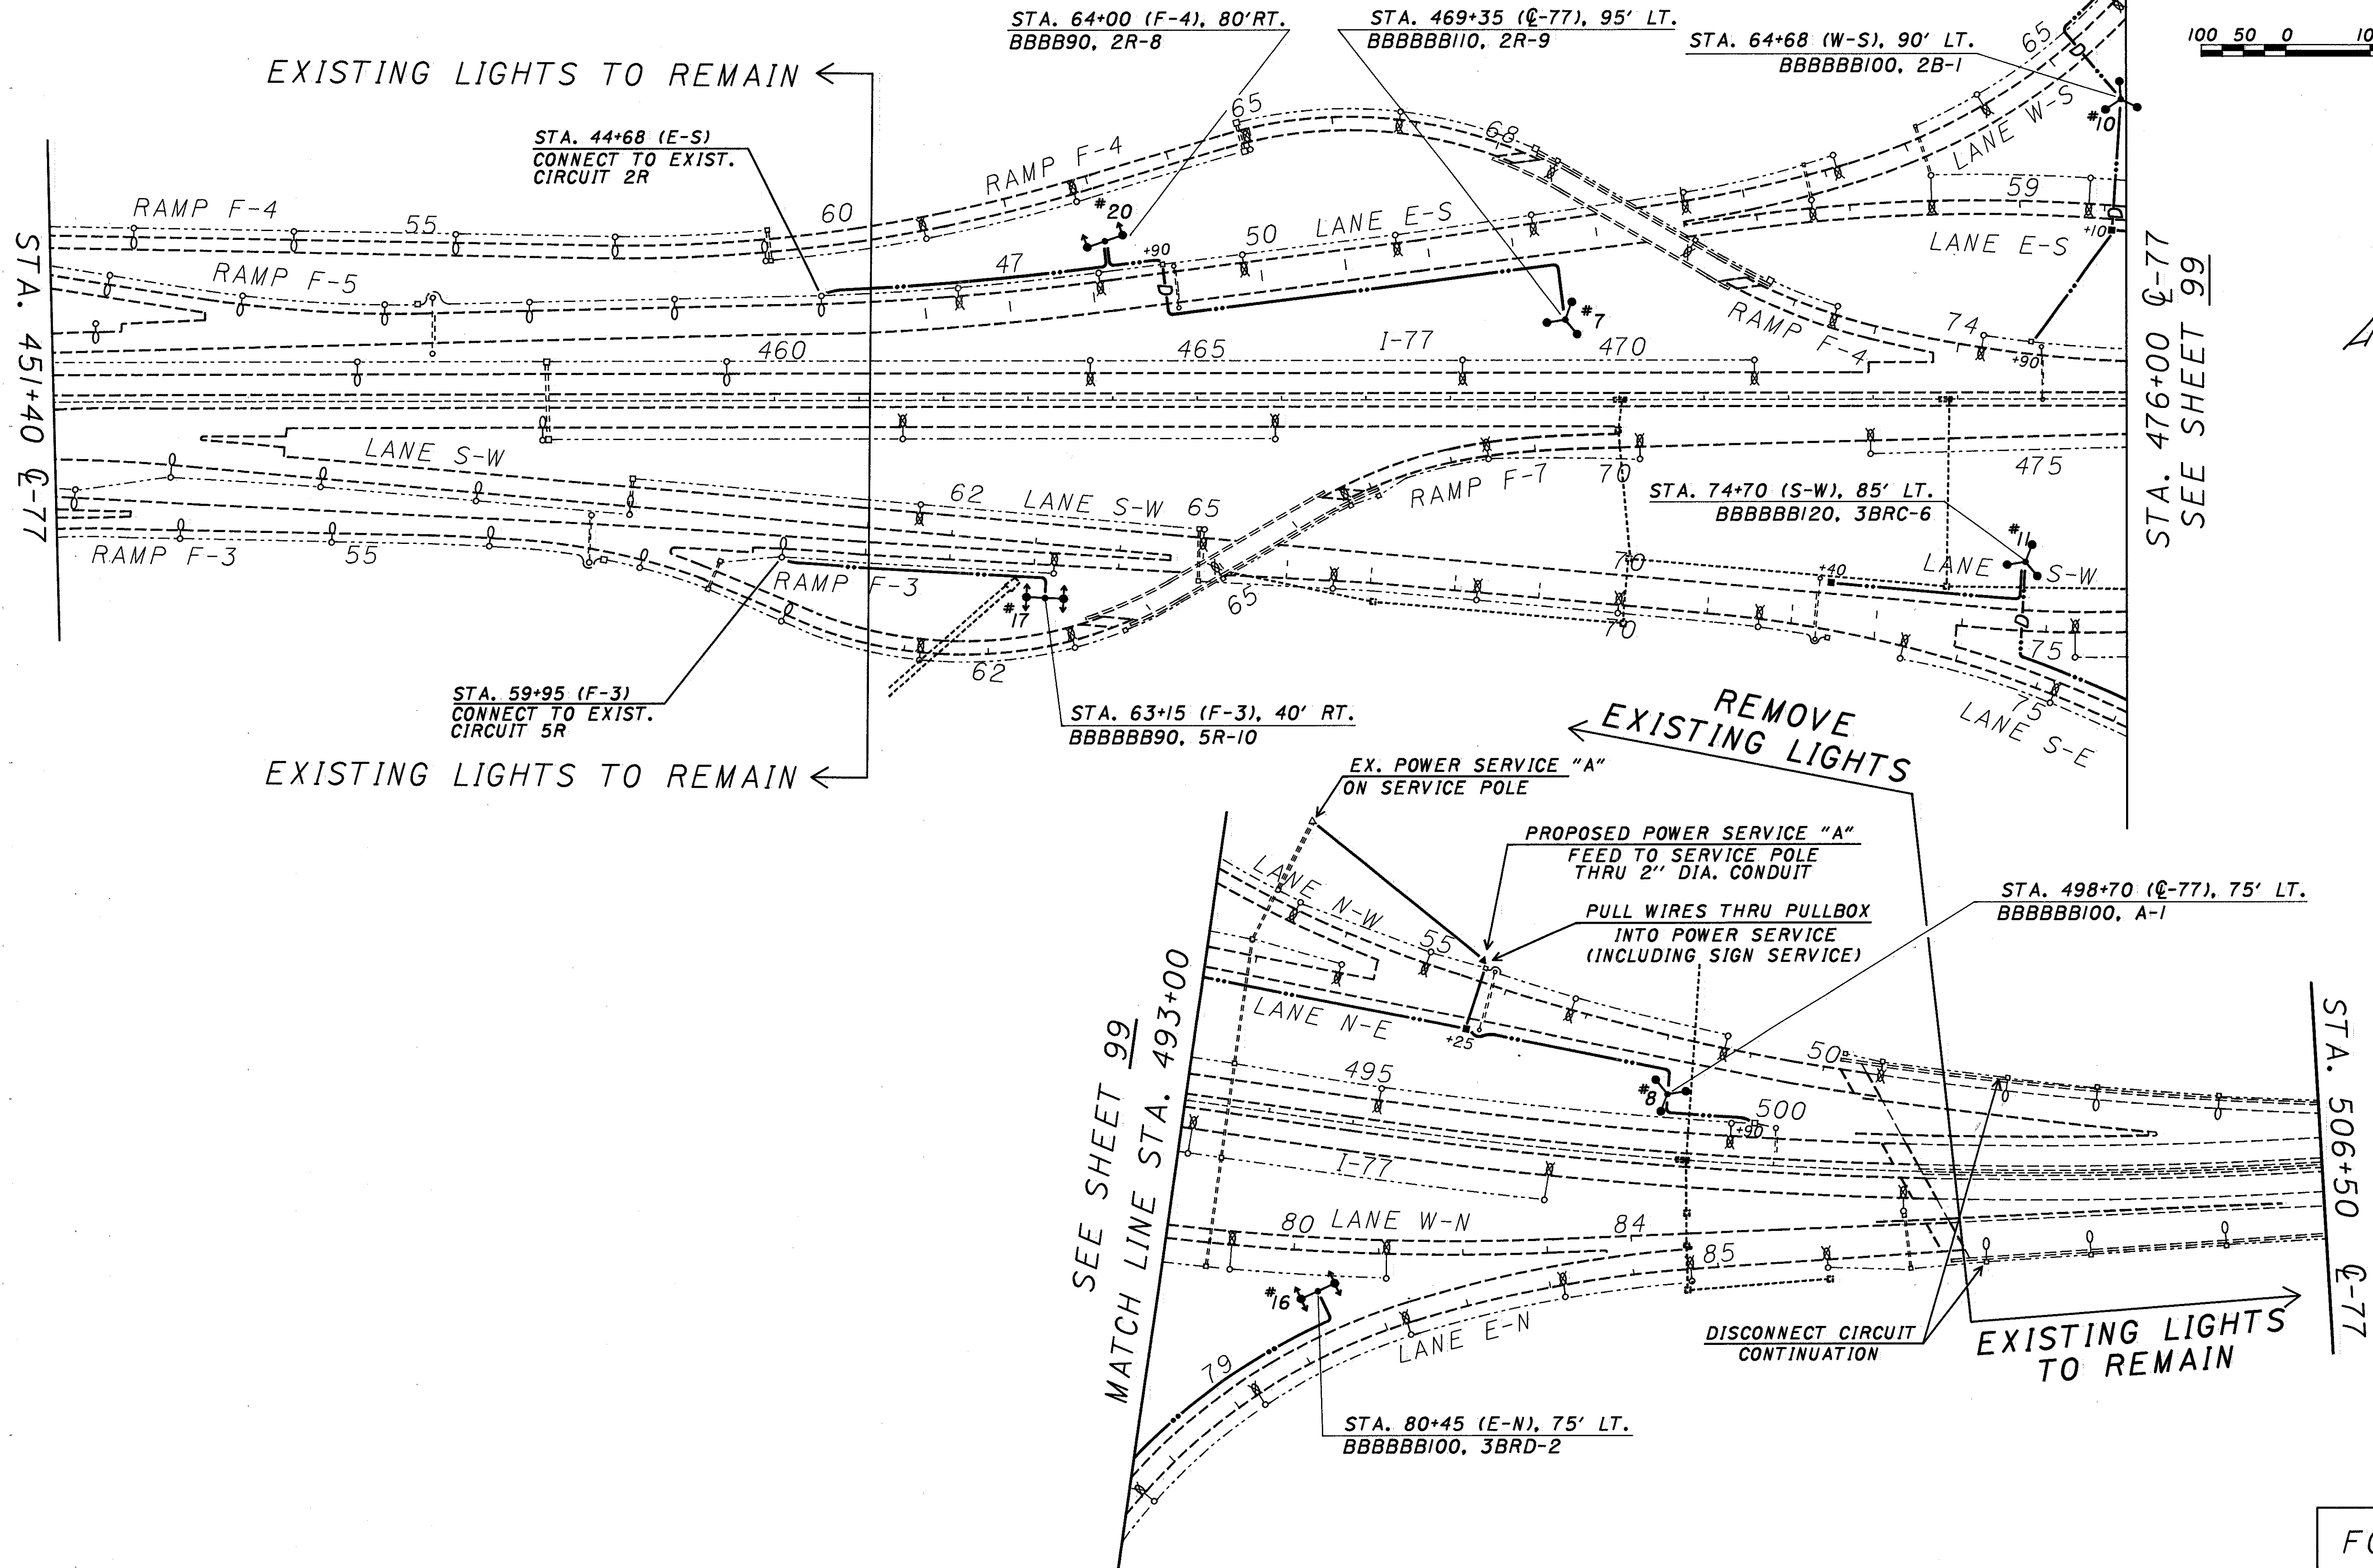 STA. 64+00 (F-4), 80' RT.
BBBB90, 2R-8
STA. 469+35 (℄-77), 95' LT.
BBBBBB110, 2R-9
STA. 64+68 (W-S), 90' LT.
BBBBBB100, 2B-1
100 50 0
EXISTING LIGHTS TO REMAIN
STA. 44+68 (E-S)
CONNECT TO EXIST.
CIRCUIT 2R
65
65
68
#10
LANE W-S
RAMP F-4
RAMP F-4
55
60
#20
+90
50
LANE E-S
59
+10
LANE E-S
47
RAMP F-5
#7
RAMP F-4
74
+90
460
465
I-77
470
STA. 451+40 ℄-77
STA. 476+00 ℄-77
SEE SHEET 99
LANE S-W
62
LANE S-W
65
RAMP F-7
70
475
STA. 74+70 (S-W), 85' LT.
BBBBBB120, 3BRC-6
#11
RAMP F-3
55
RAMP F-3
#17
62
65
70
70
+40
LANE S-W
75
75
LANE S-E
STA. 59+95 (F-3)
CONNECT TO EXIST.
CIRCUIT 5R
STA. 63+15 (F-3), 40' RT.
BBBBBB90, 5R-10
EXISTING LIGHTS TO REMAIN
REMOVE
EXISTING LIGHTS
EX. POWER SERVICE "A"
ON SERVICE POLE
PROPOSED POWER SERVICE "A"
FEED TO SERVICE POLE
THRU 2" DIA. CONDUIT
PULL WIRES THRU PULLBOX
INTO POWER SERVICE
(INCLUDING SIGN SERVICE)
STA. 498+70 (℄-77), 75' LT.
BBBBBB100, A-1
LANE N-W
55
LANE N-E
+25
50
495
#8
500
+90
I-77
80
LANE W-N
84
85
#16
79
LANE E-N
SEE SHEET 99
MATCH LINE STA. 493+00
STA. 506+50 ℄-77
DISCONNECT CIRCUIT
CONTINUATION
EXISTING LIGHTS
TO REMAIN
STA. 80+45 (E-N), 75' LT.
BBBBBB100, 3BRD-2